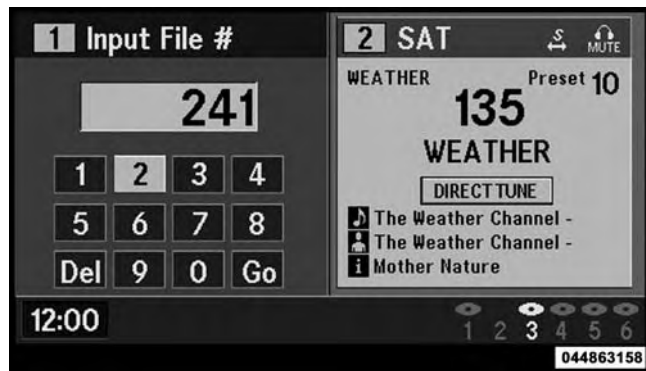 1 Input File #
241
1 2 3 4
5 6 7 8
Del 9 0 Go
2 SAT S MUTE
WEATHER Preset 10
135
WEATHER
DIRECT TUNE
The Weather Channel -
The Weather Channel -
i Mother Nature
12:00
1 2 3 4 5 6
044863158